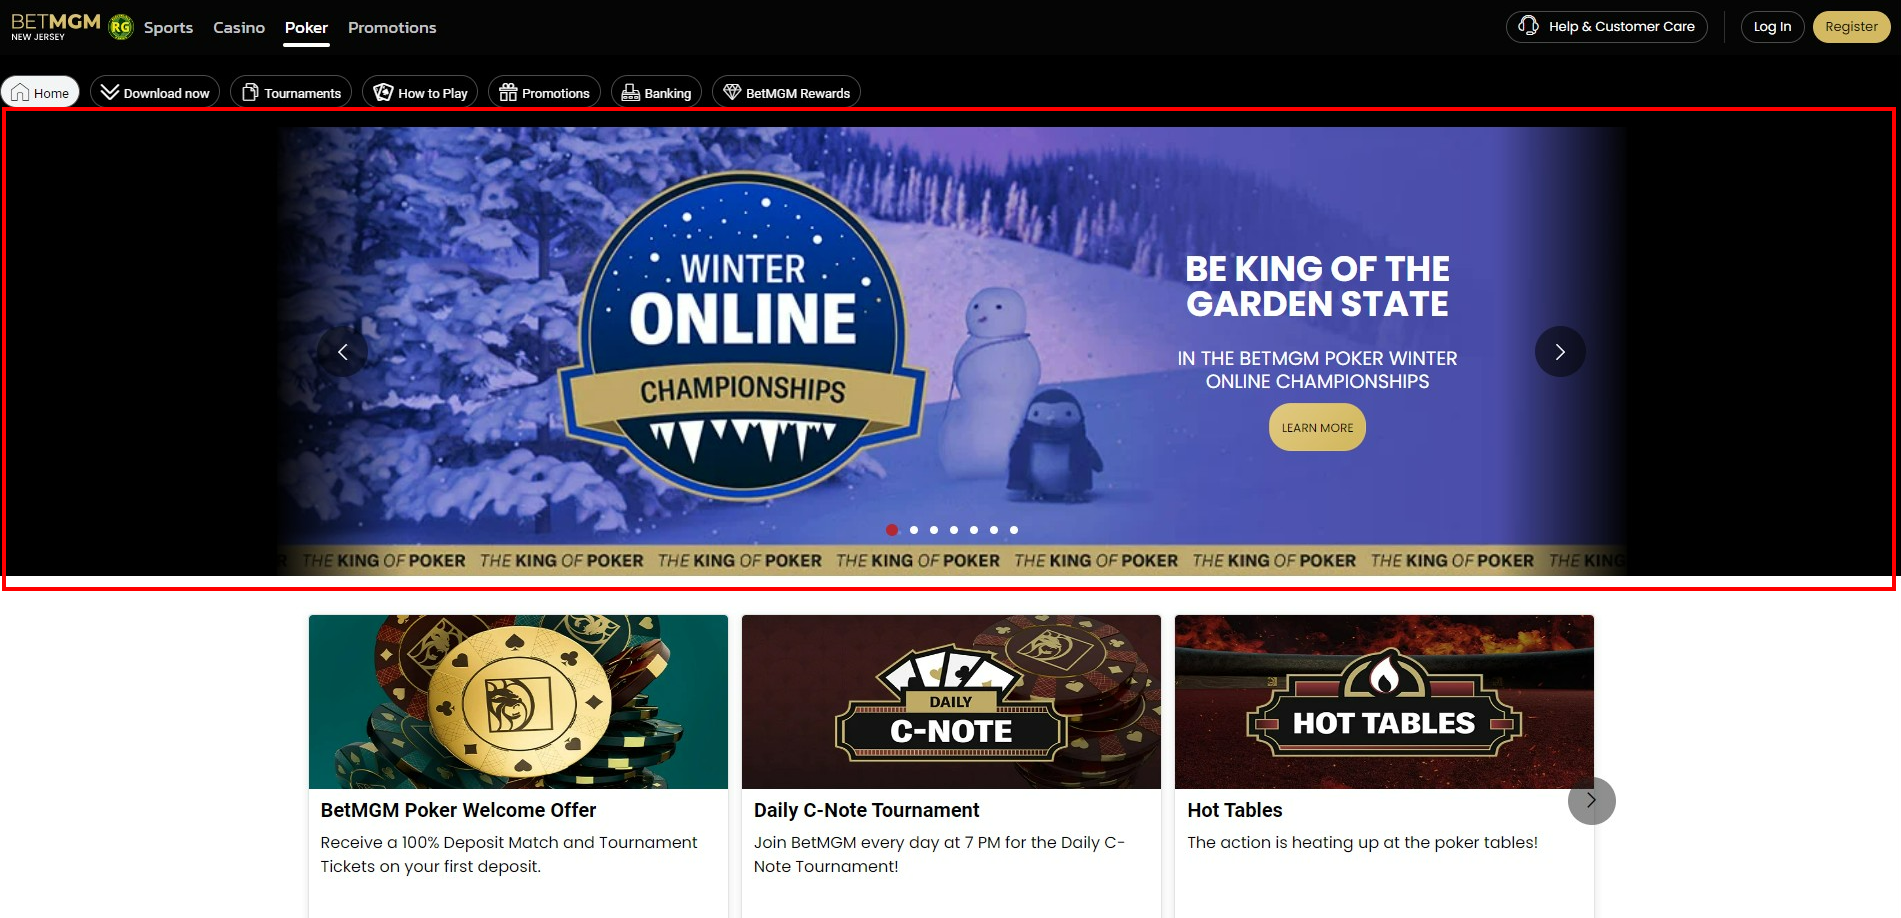 BETMGM
NEW JERSEY
RG
Sports
Casino
Poker
Promotions
Help & Customer Care
Log In
Register
Home
Download now
Tournaments
How to Play
Promotions
Banking
BetMGM Rewards
WINTER
ONLINE
CHAMPIONSHIPS
BE KING OF THE
GARDEN STATE
IN THE BETMGM POKER WINTER
ONLINE CHAMPIONSHIPS
LEARN MORE
R THE KING OF POKER THE KING OF POKER THE KING OF POKER THE KING OF POKER THE KING OF POKER THE KING OF POKER THE KING OF POKER THE KING
DAILY
C-NOTE
HOT TABLES
BetMGM Poker Welcome Offer
Receive a 100% Deposit Match and Tournament
Tickets on your first deposit.
Daily C-Note Tournament
Join BetMGM every day at 7 PM for the Daily C-
Note Tournament!
Hot Tables
The action is heating up at the poker tables!